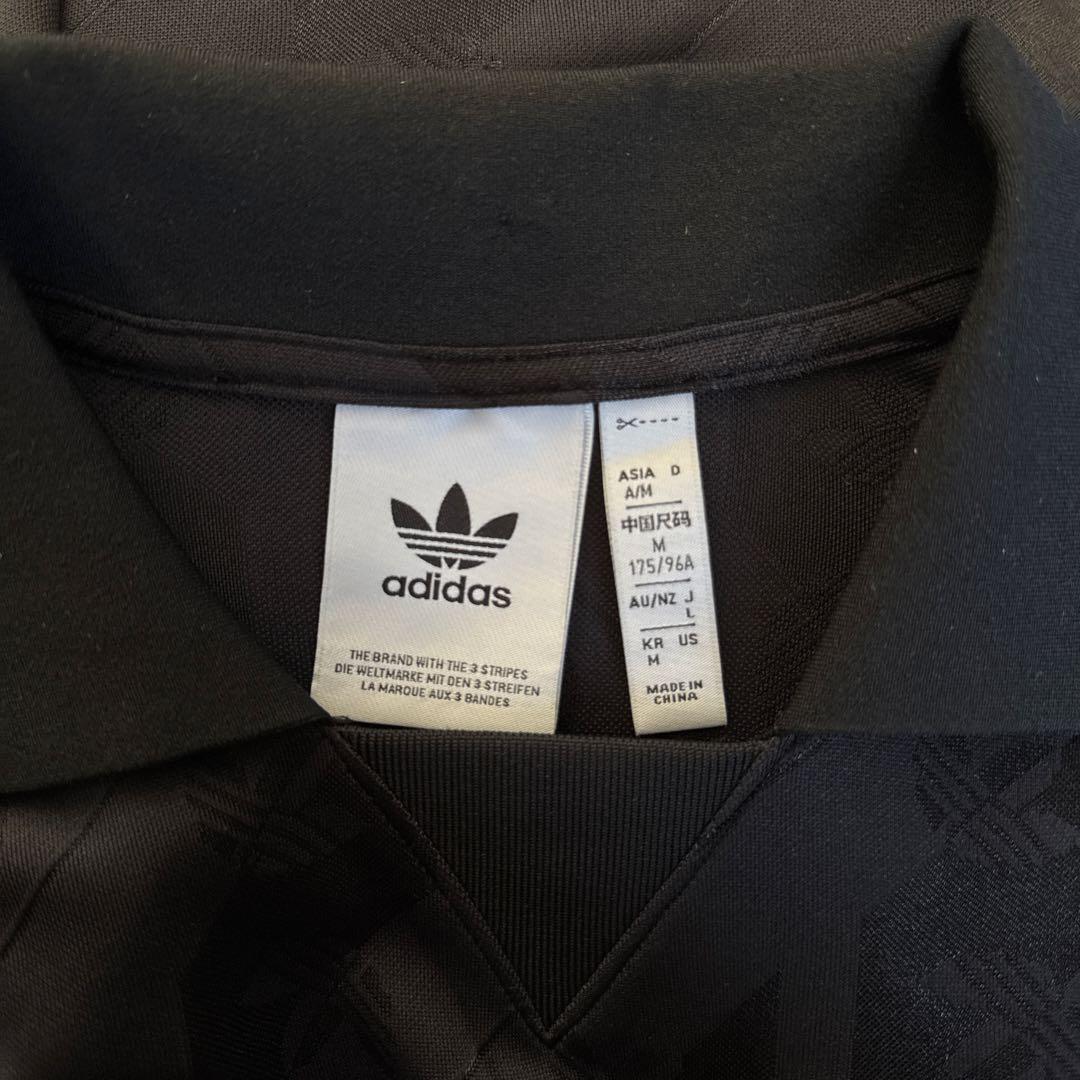 adidas
THE BRAND WITH THE 3 STRIPES
DIE WELTMARKE MIT DEN 3 STREIFEN
LA MARQUE AUX 3 BANDES
ASIA D
A/M
中国尺码
M
175/96A
AU/NZ J
L
KR US
M
MADE IN
CHINA